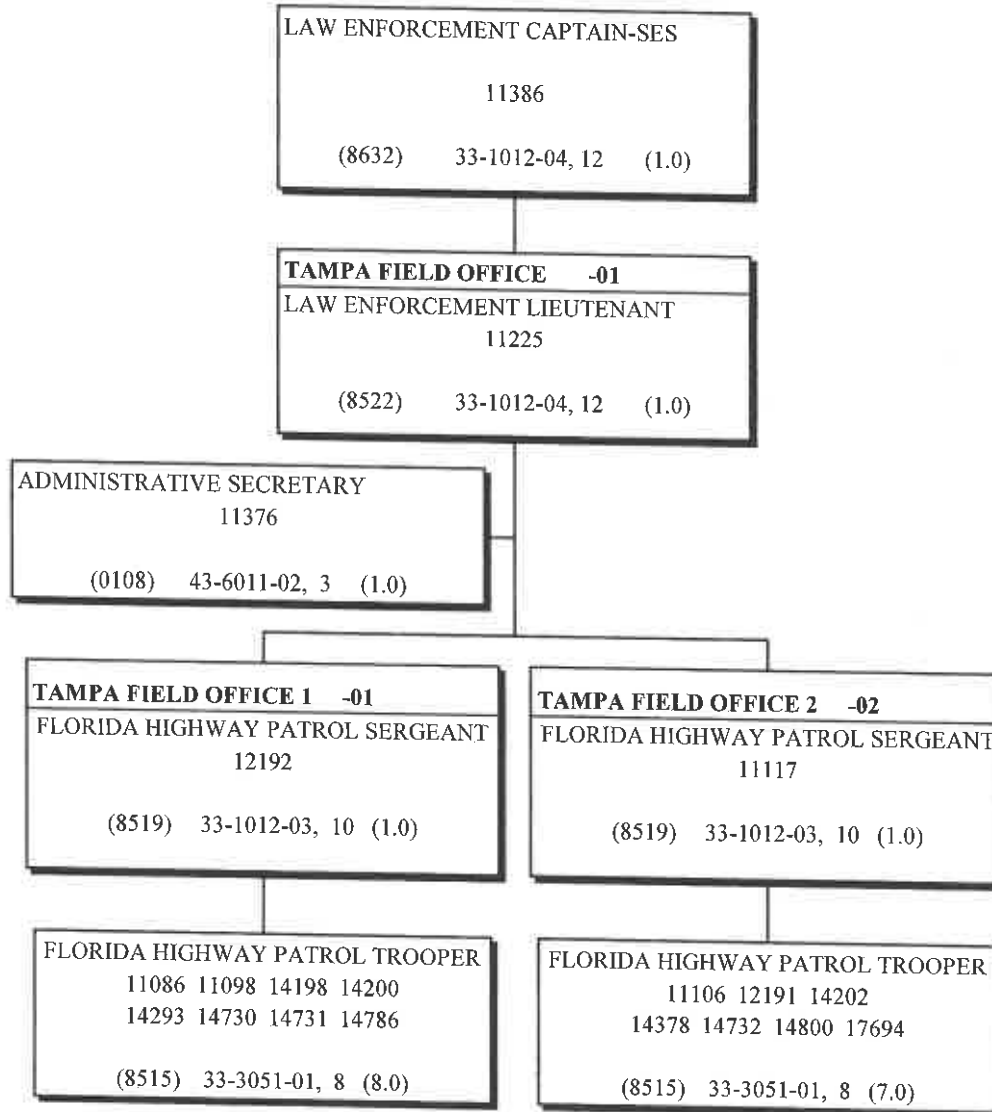 LAW ENFORCEMENT CAPTAIN-SES
11386
(8632) 33-1012-04, 12 (1.0)
TAMPA FIELD OFFICE -01
LAW ENFORCEMENT LIEUTENANT
11225
(8522) 33-1012-04, 12 (1.0)
ADMINISTRATIVE SECRETARY
11376
(0108) 43-6011-02, 3 (1.0)
TAMPA FIELD OFFICE 1 -01
FLORIDA HIGHWAY PATROL SERGEANT
12192
(8519) 33-1012-03, 10 (1.0)
TAMPA FIELD OFFICE 2 -02
FLORIDA HIGHWAY PATROL SERGEANT
11117
(8519) 33-1012-03, 10 (1.0)
FLORIDA HIGHWAY PATROL TROOPER
11086 11098 14198 14200
14293 14730 14731 14786
(8515) 33-3051-01, 8 (8.0)
FLORIDA HIGHWAY PATROL TROOPER
11106 12191 14202
14378 14732 14800 17694
(8515) 33-3051-01, 8 (7.0)